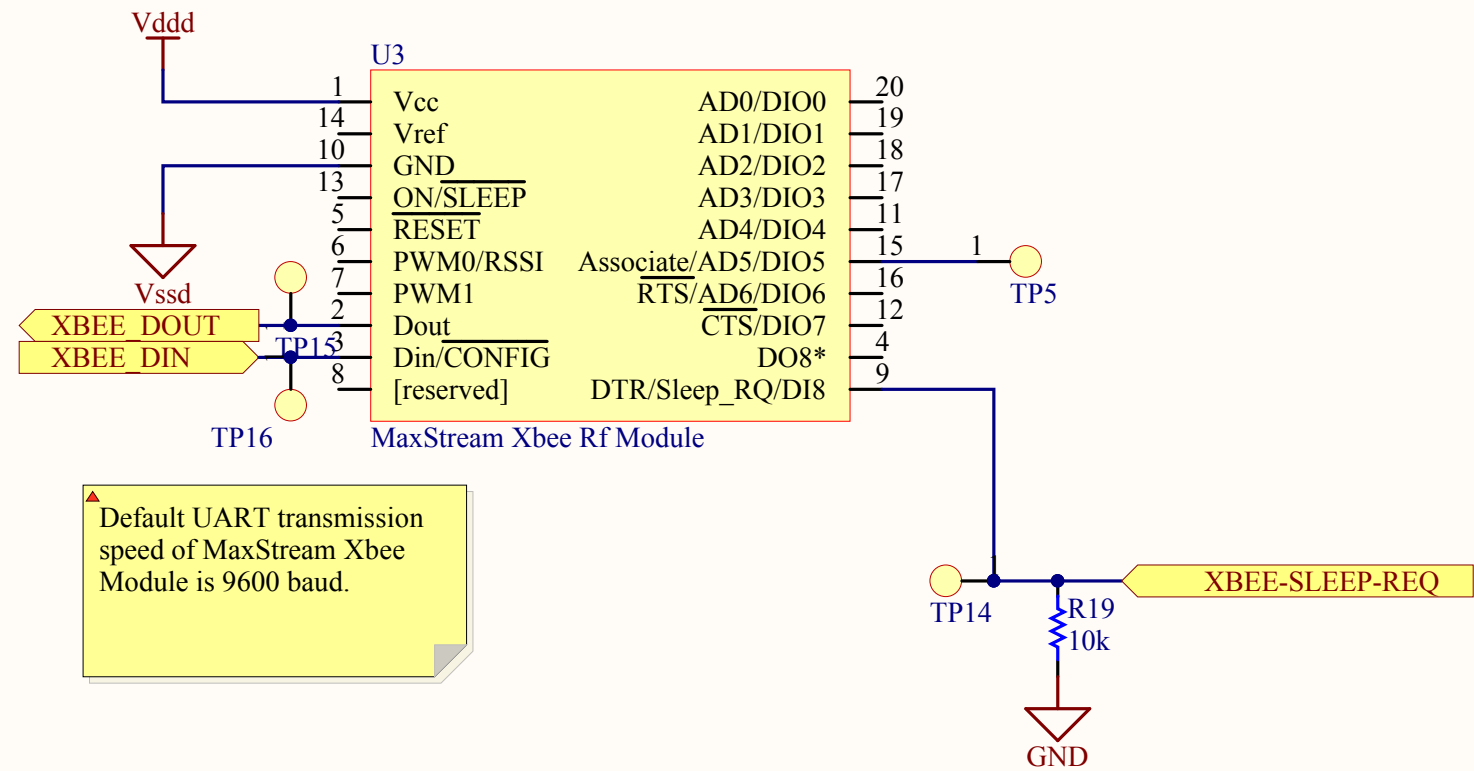 Vddd
U3
1 Vcc AD0/DIO0 20
14 Vref AD1/DIO1 19
10 GND AD2/DIO2 18
13 ON/SLEEP AD3/DIO3 17
5 RESET AD4/DIO4 11
6 PWM0/RSSI Associate/AD5/DIO5 15 1
7 PWM1 RTS/AD6/DIO6 16
Vssd TP5
XBEE_DOUT 2 Dout CTS/DIO7 12
TP15
XBEE_DIN 3 Din/CONFIG DO8* 4
8 [reserved] DTR/Sleep_RQ/DI8 9
TP16 MaxStream Xbee Rf Module
Default UART transmission
speed of MaxStream Xbee
Module is 9600 baud.
1
XBEE-SLEEP-REQ
TP14 R19
10k
GND